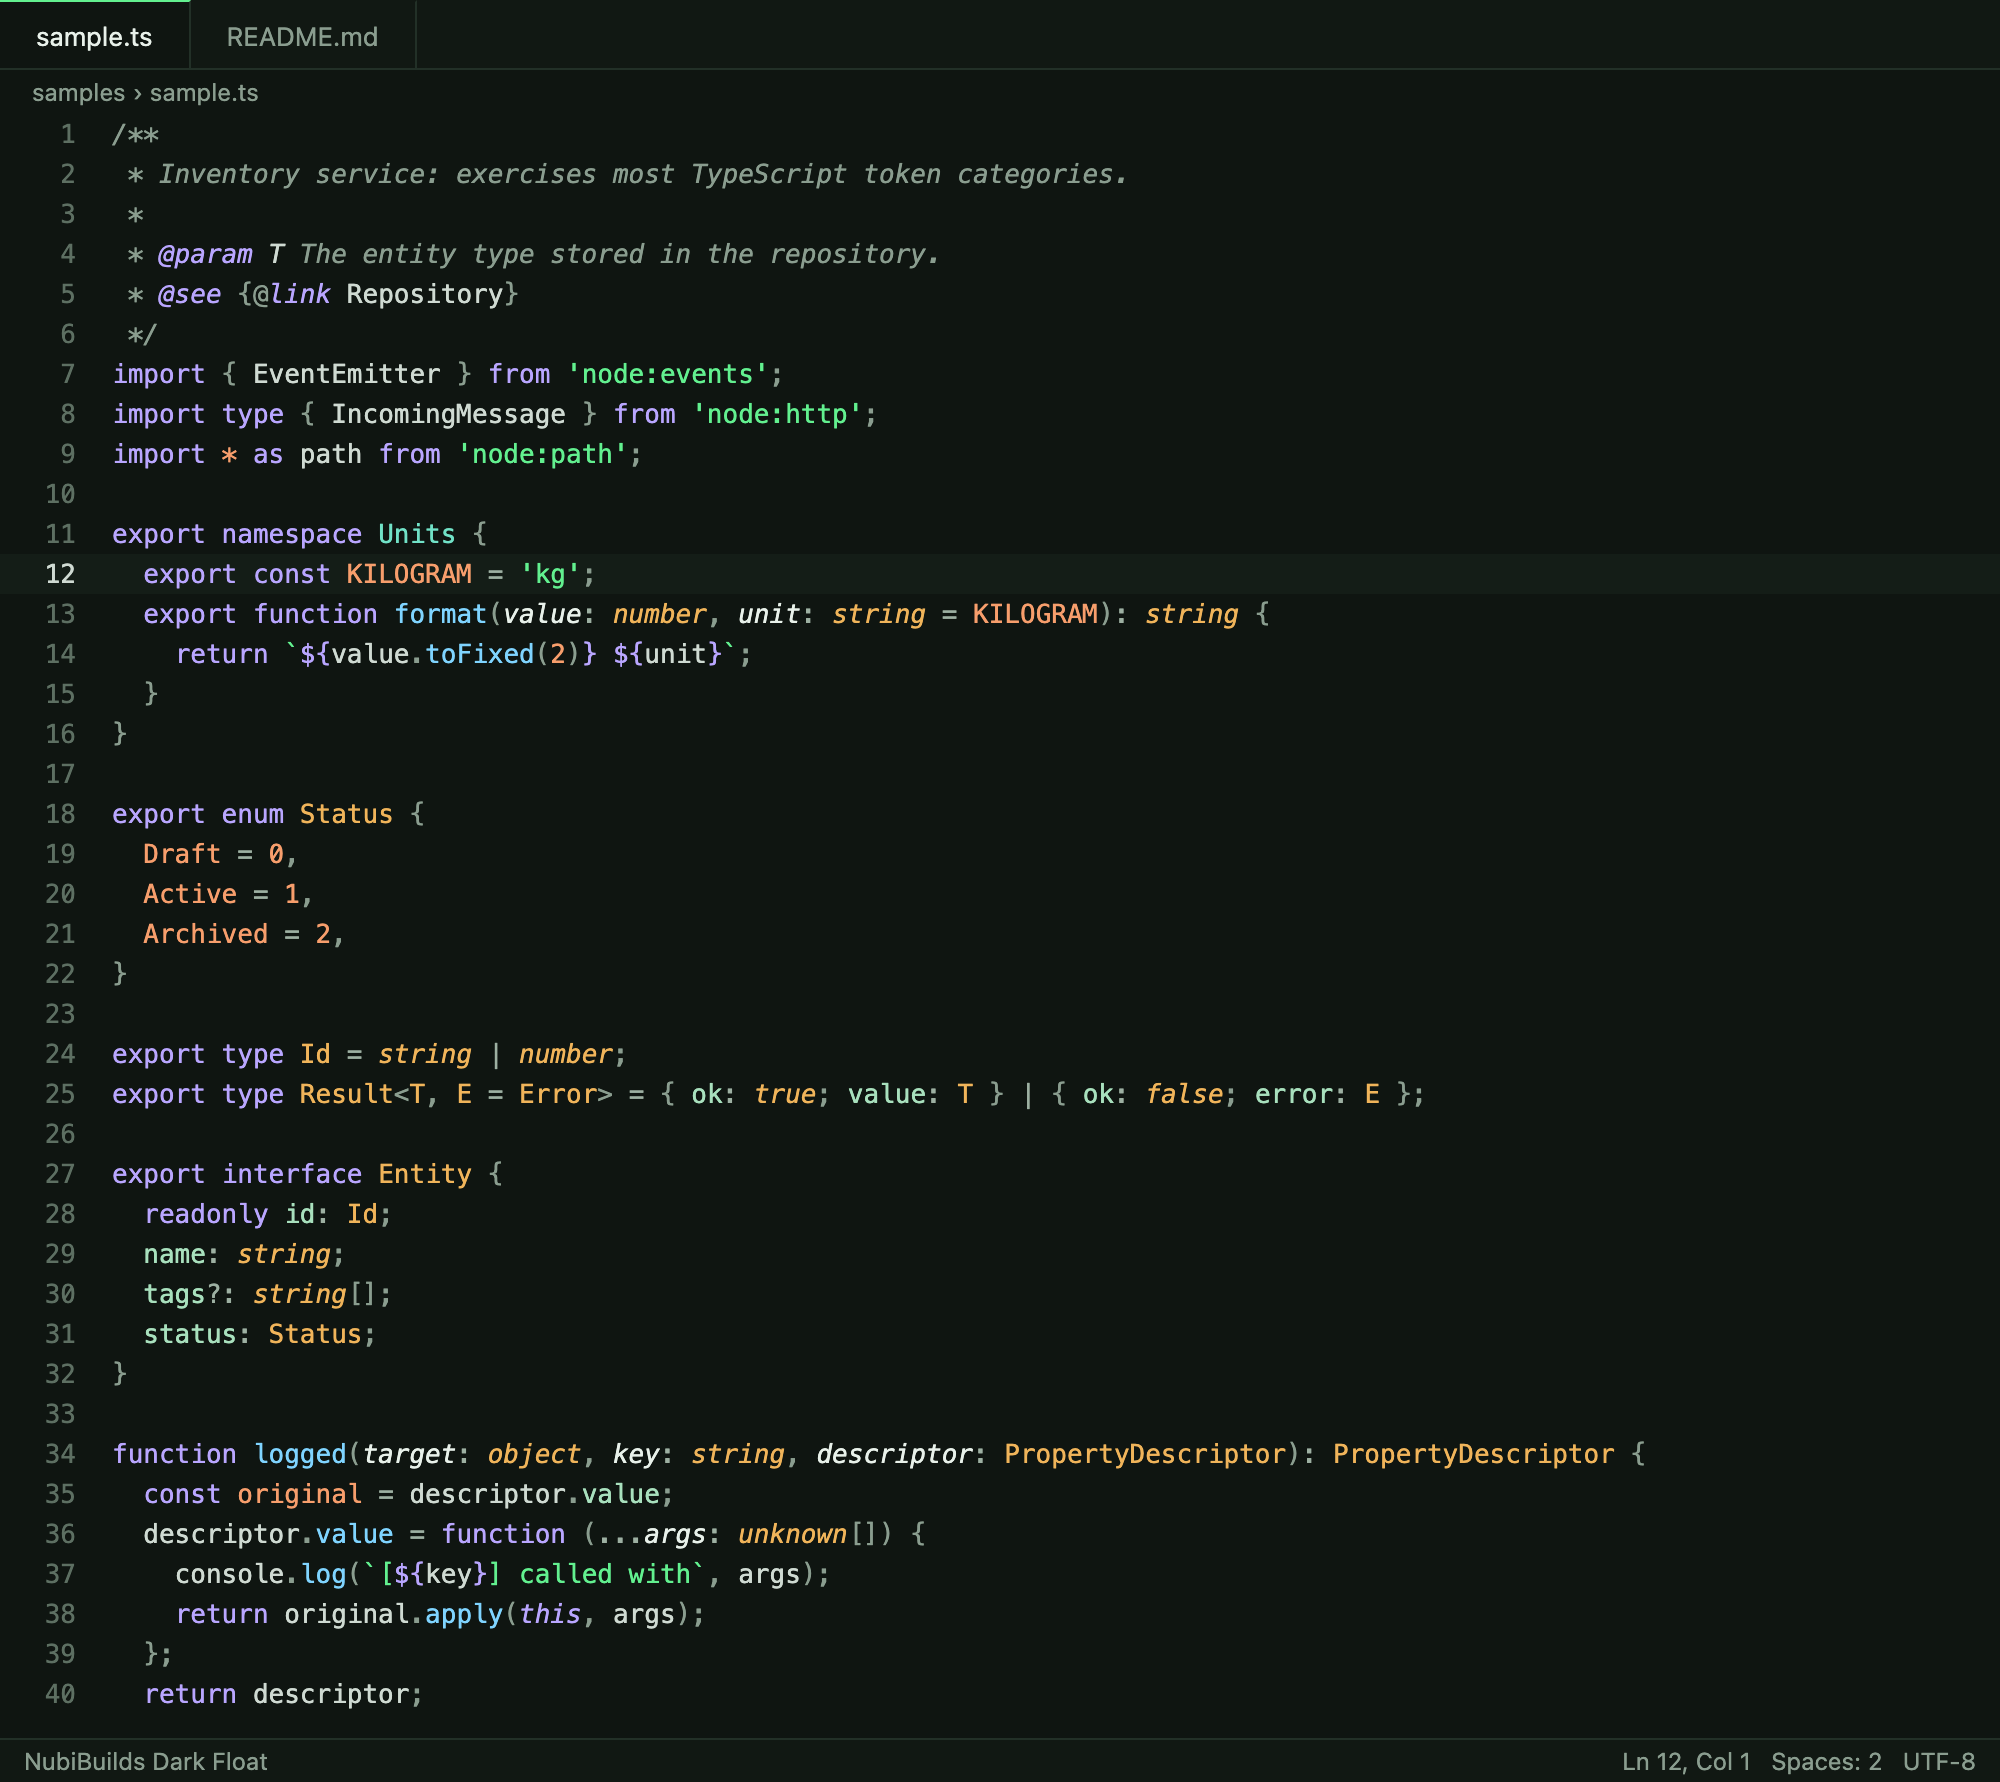 sample.ts README.md
samples › sample.ts
1 /**
2  * Inventory service: exercises most TypeScript token categories.
3  *
4  * @param T The entity type stored in the repository.
5  * @see {@link Repository}
6  */
7 import { EventEmitter } from 'node:events';
8 import type { IncomingMessage } from 'node:http';
9 import * as path from 'node:path';
10
11 export namespace Units {
12   export const KILOGRAM = 'kg';
13   export function format(value: number, unit: string = KILOGRAM): string {
14     return `${value.toFixed(2)} ${unit}`;
15   }
16 }
17
18 export enum Status {
19   Draft = 0,
20   Active = 1,
21   Archived = 2,
22 }
23
24 export type Id = string | number;
25 export type Result<T, E = Error> = { ok: true; value: T } | { ok: false; error: E };
26
27 export interface Entity {
28   readonly id: Id;
29   name: string;
30   tags?: string[];
31   status: Status;
32 }
33
34 function logged(target: object, key: string, descriptor: PropertyDescriptor): PropertyDescriptor {
35   const original = descriptor.value;
36   descriptor.value = function (...args: unknown[]) {
37     console.log(`[${key}] called with`, args);
38     return original.apply(this, args);
39   };
40   return descriptor;
NubiBuilds Dark Float Ln 12, Col 1 Spaces: 2 UTF-8